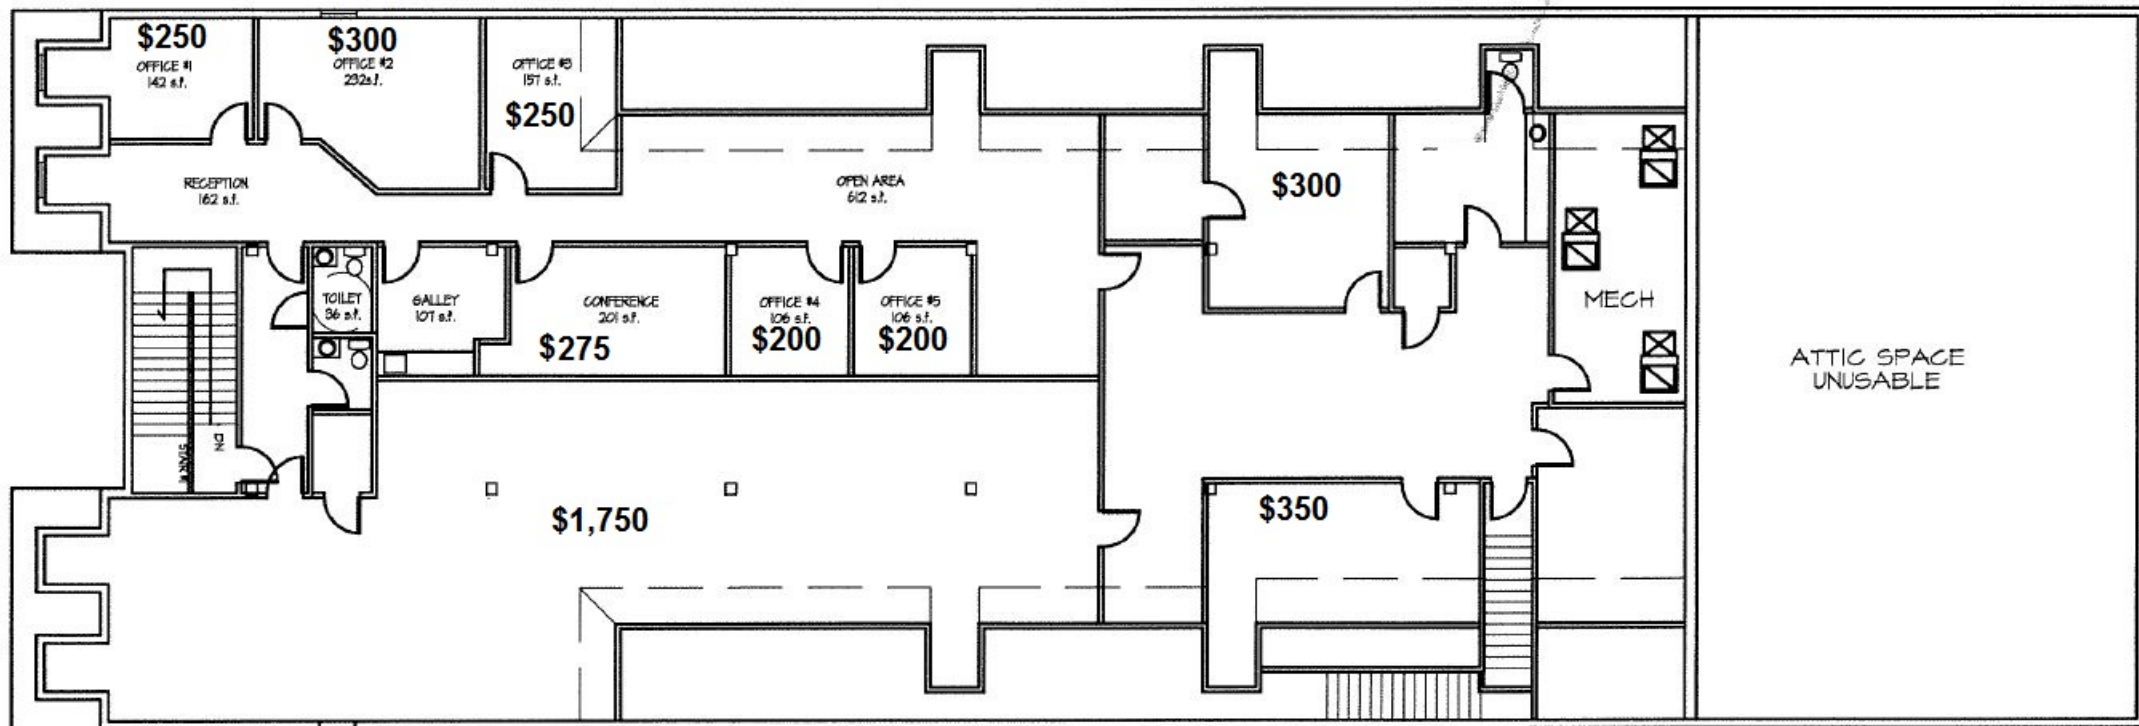 $250
OFFICE #1
142 s.f.
$300
OFFICE #2
232s.f.
OFFICE #3
157 s.f.
$250
RECEPTION
162 s.f.
OPEN AREA
612 s.f.
$300
TOILET
36 s.f.
GALLEY
107 s.f.
CONFERENCE
201 s.f.
$275
OFFICE #4
106 s.f.
$200
OFFICE #5
106 s.f.
$200
MECH
ATTIC SPACE
UNUSABLE
DN
$1,750
$350